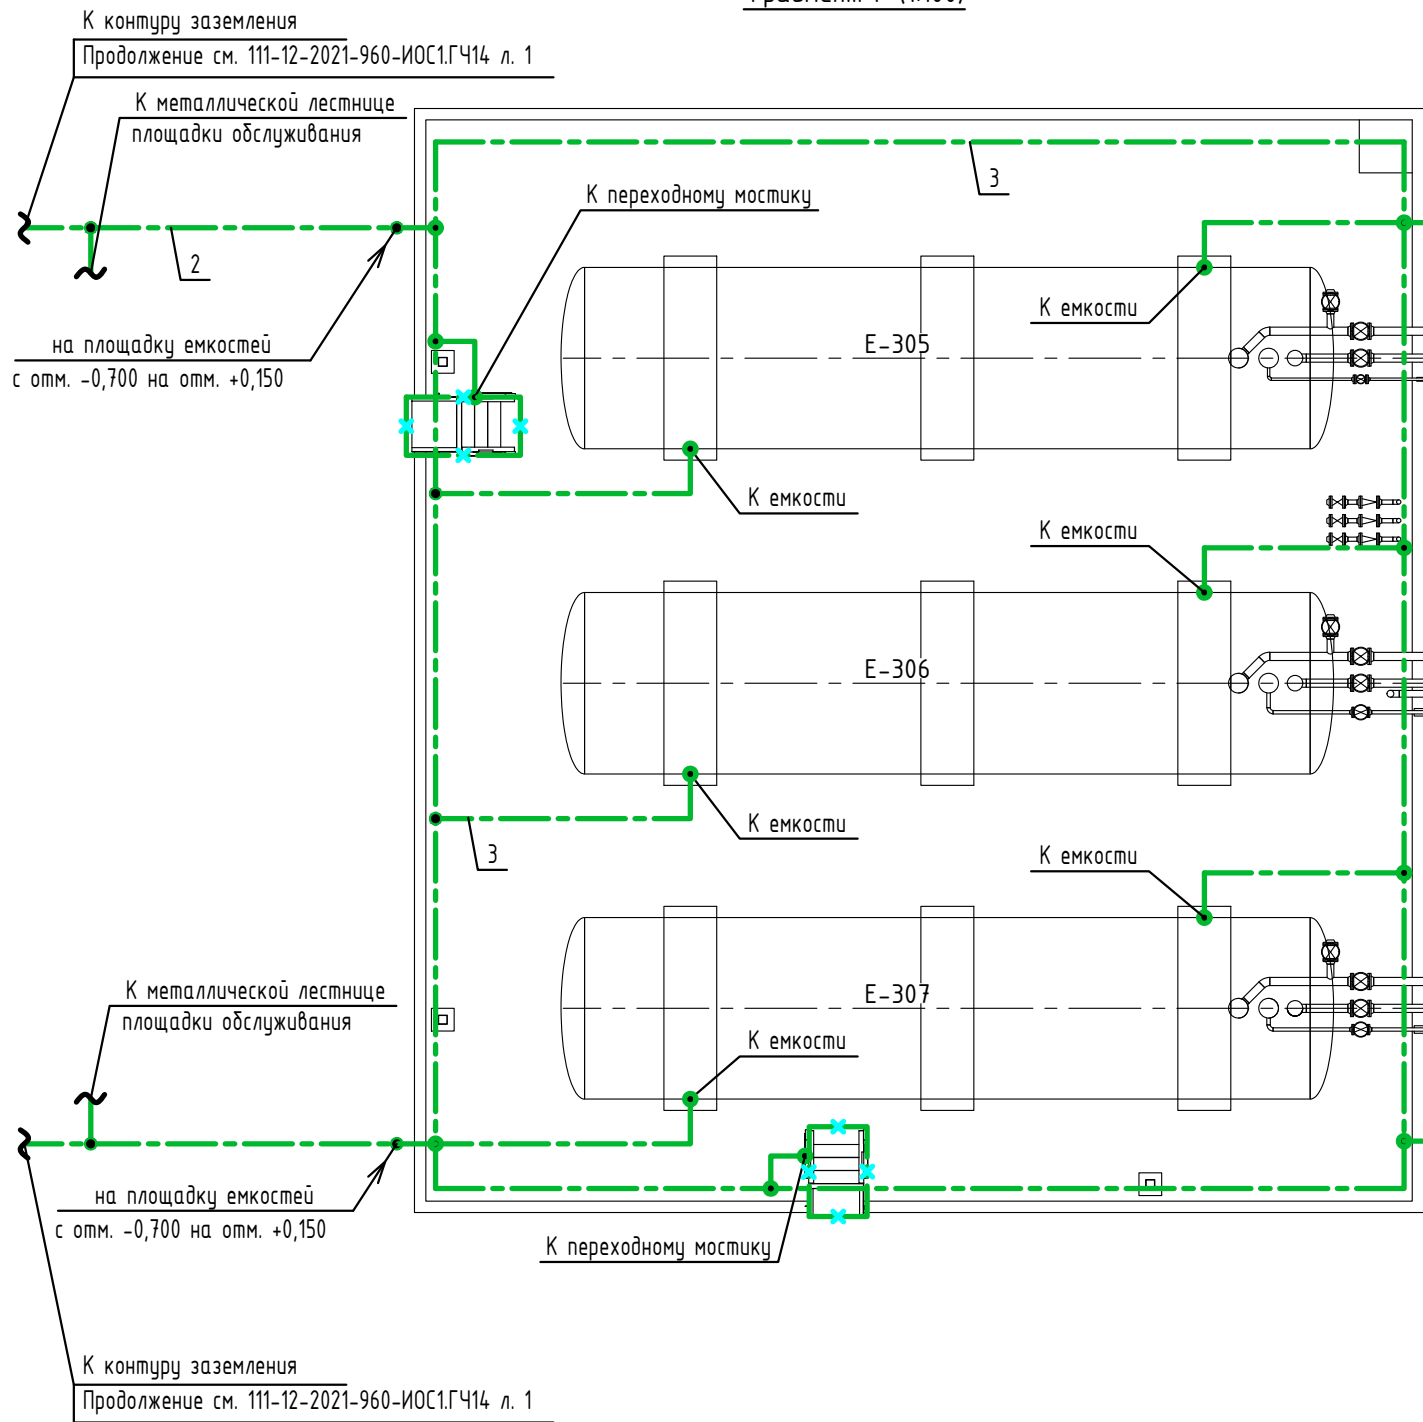 К контуру заземления
Продолжение см. 111-12-2021-960-ИОС1.ГЧ14 л. 1
К металлической лестнице
площадки обслуживания
К переходному мостику
3
2
на площадку емкостей
с отм. -0,700 на отм. +0,150
К емкости
Е-305
К емкости
К емкости
Е-306
К емкости
3
К емкости
Е-307
К металлической лестнице
площадки обслуживания
К емкости
на площадку емкостей
с отм. -0,700 на отм. +0,150
К переходному мостику
К контуру заземления
Продолжение см. 111-12-2021-960-ИОС1.ГЧ14 л. 1